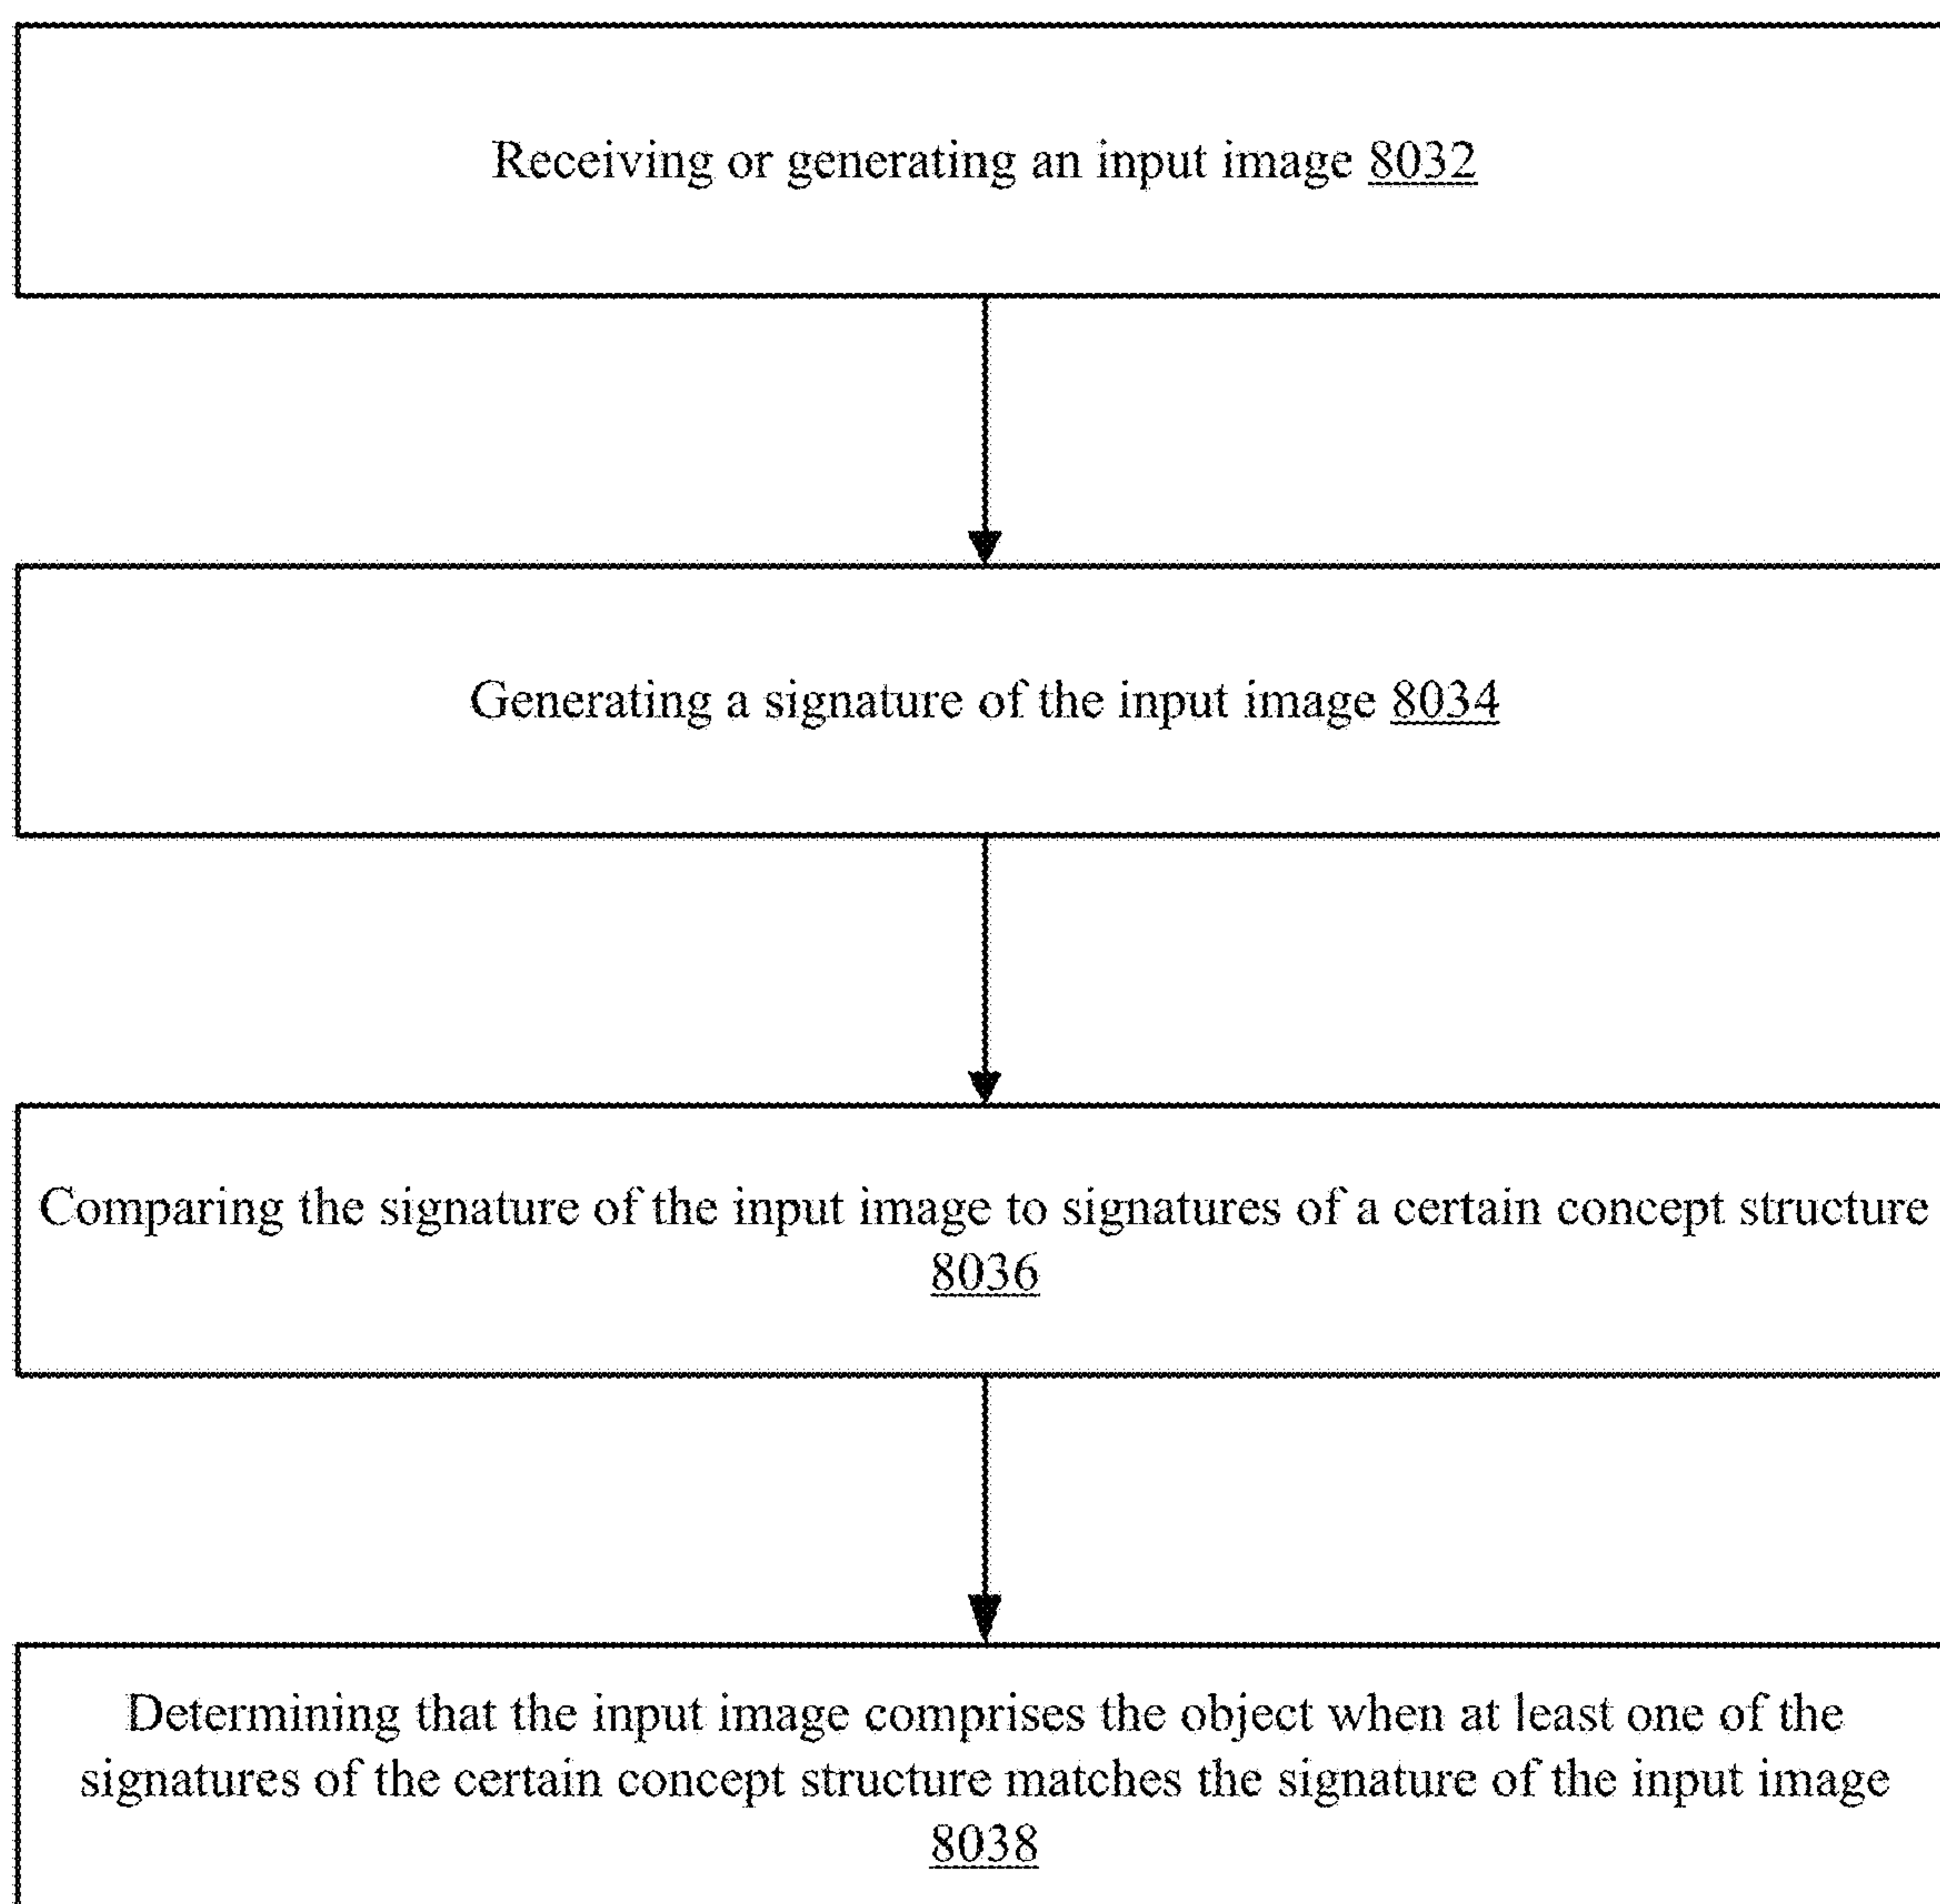 Receiving or generating an input image 8032
Generating a signature of the input image 8034
Comparing the signature of the input image to signatures of a certain concept structure
8036
Determining that the input image comprises the object when at least one of the
signatures of the certain concept structure matches the signature of the input image
8038